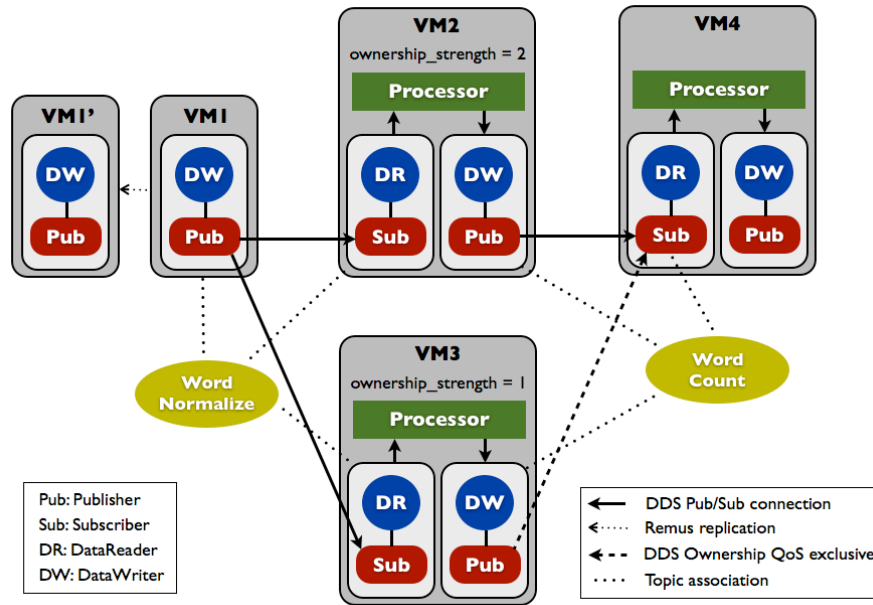 VM2
ownership_strength = 2
Processor
DR
DW
Sub
Pub
VM4
Processor
DR
DW
Sub
Pub
VM1'
DW
Pub
VM1
DW
Pub
Word
Normalize
Word
Count
VM3
ownership_strength = 1
Processor
DR
DW
Sub
Pub
Pub: Publisher
Sub: Subscriber
DR: DataReader
DW: DataWriter
DDS Pub/Sub connection
Remus replication
DDS Ownership QoS exclusive
Topic association